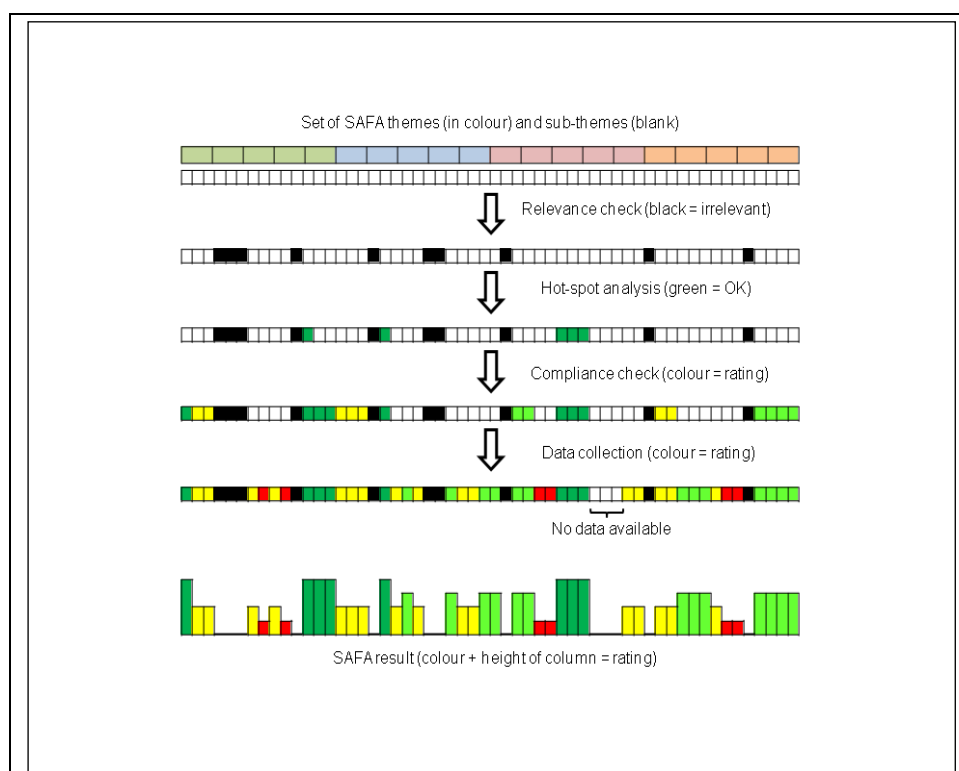 Set of SAFA themes (in colour) and sub-themes (blank)
Relevance check (black = irrelevant)
Hot-spot analysis (green = OK)
Compliance check (colour = rating)
Data collection (colour = rating)
No data available
SAFA result (colour + height of column = rating)